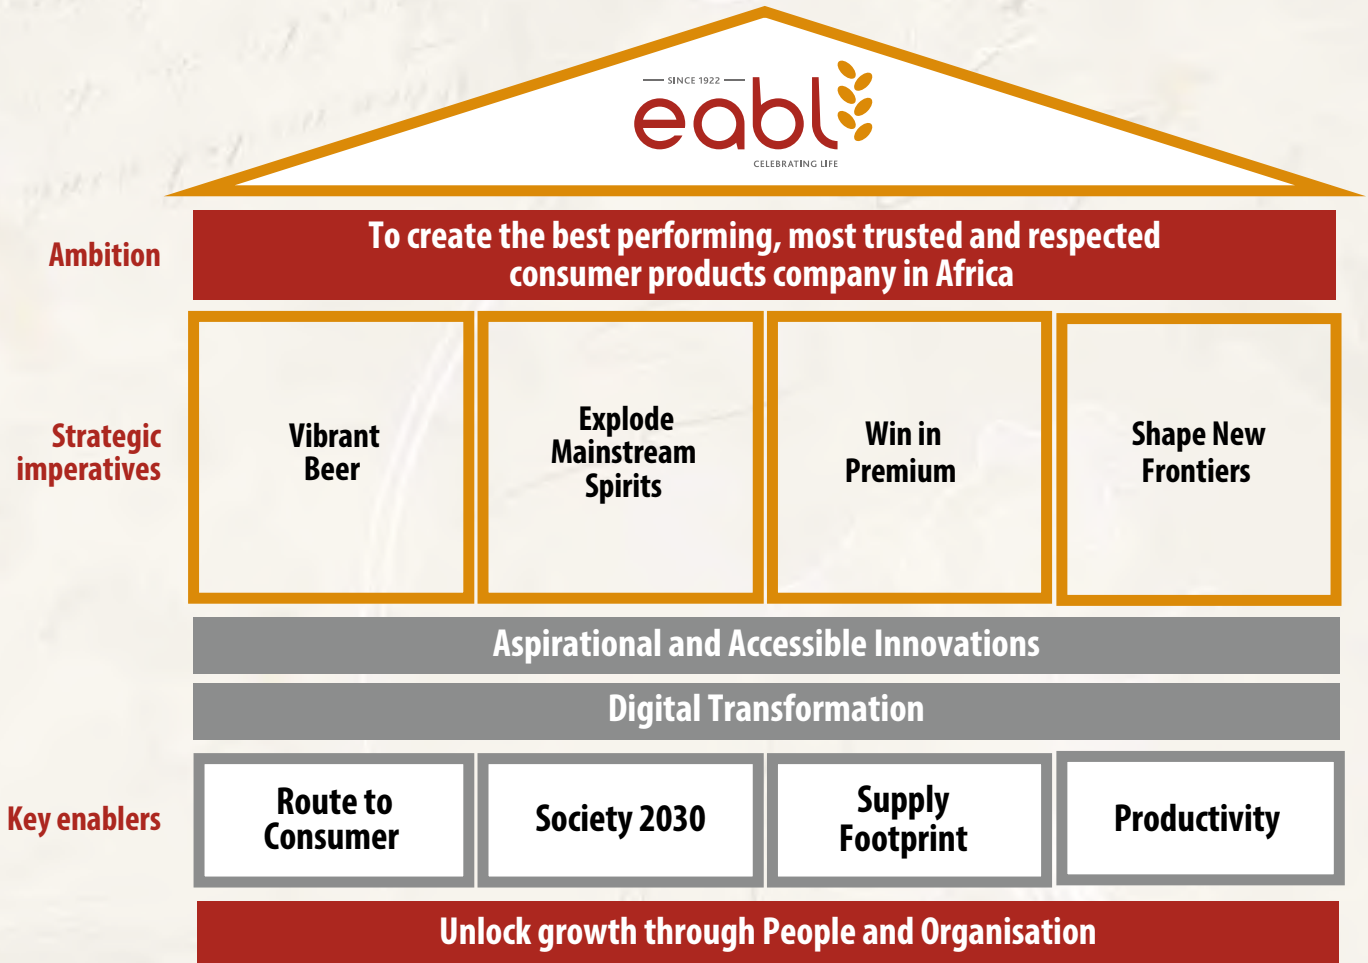 SINCE 1922
eabl
CELEBRATING LIFE
Ambition
To create the best performing, most trusted and respected
consumer products company in Africa
Strategic
imperatives
Vibrant
Beer
Explode
Mainstream
Spirits
Win in
Premium
Shape New
Frontiers
Aspirational and Accessible Innovations
Digital Transformation
Key enablers
Route to
Consumer
Society 2030
Supply
Footprint
Productivity
Unlock growth through People and Organisation